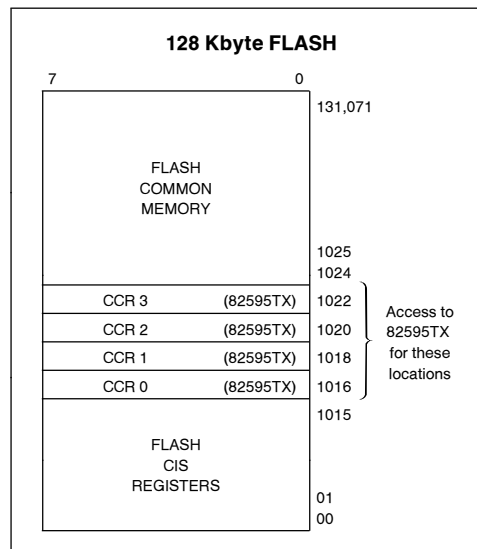 128 Kbyte FLASH
7 0
131,071
FLASH
COMMON
MEMORY
1025
1024
CCR 3 (82595TX) 1022
CCR 2 (82595TX) 1020
CCR 1 (82595TX) 1018
CCR 0 (82595TX) 1016
Access to
82595TX
for these
locations
1015
FLASH
CIS
REGISTERS
01
00